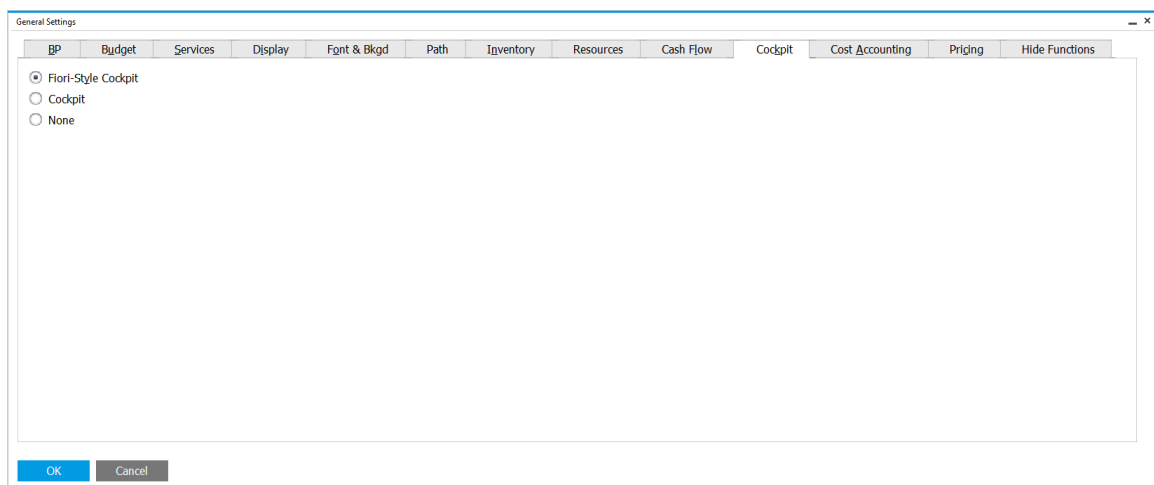 General Settings
BP Budget Services Display Font & Bkgd Path Inventory Resources Cash Flow Cockpit Cost Accounting Pricing Hide Functions
Fiori-Style Cockpit
Cockpit
None
OK Cancel